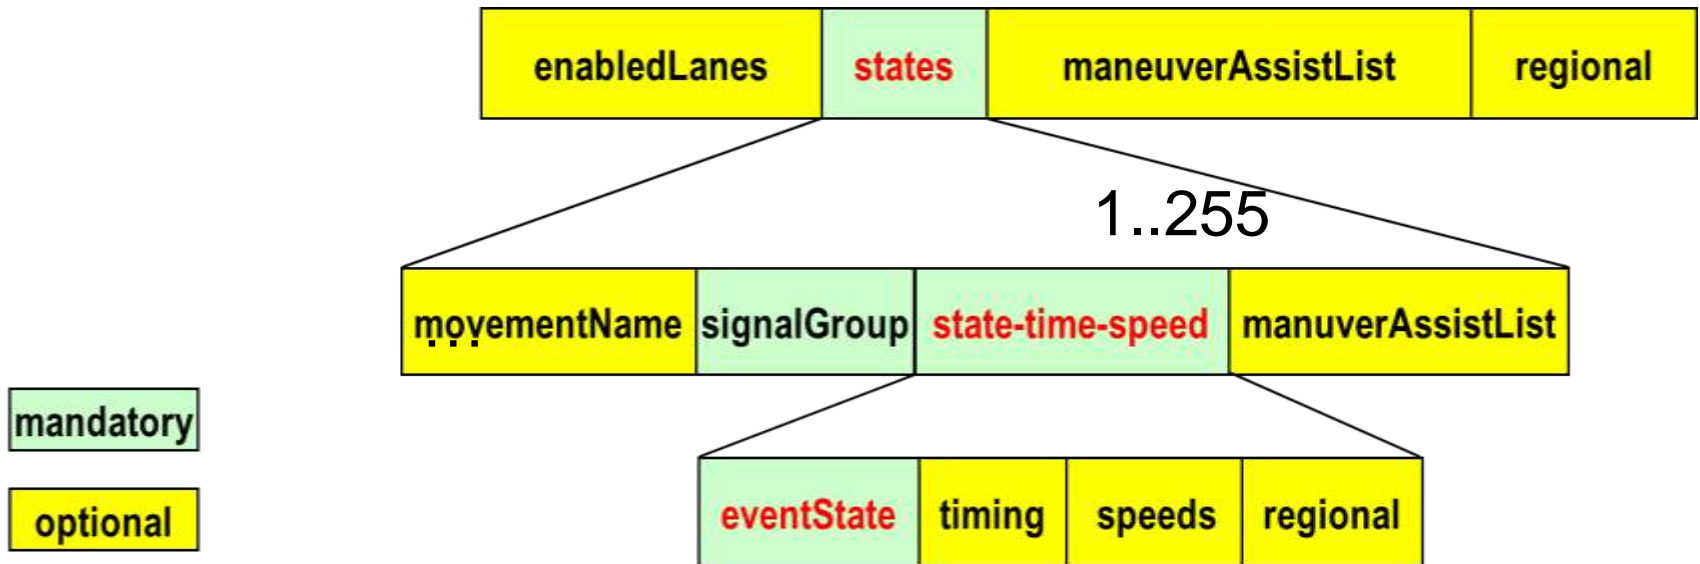 enabledLanes states maneuverAssistList regional
1..255
movementName signalGroup state-time-speed manuverAssistList
...
mandatory
eventState timing speeds regional
optional